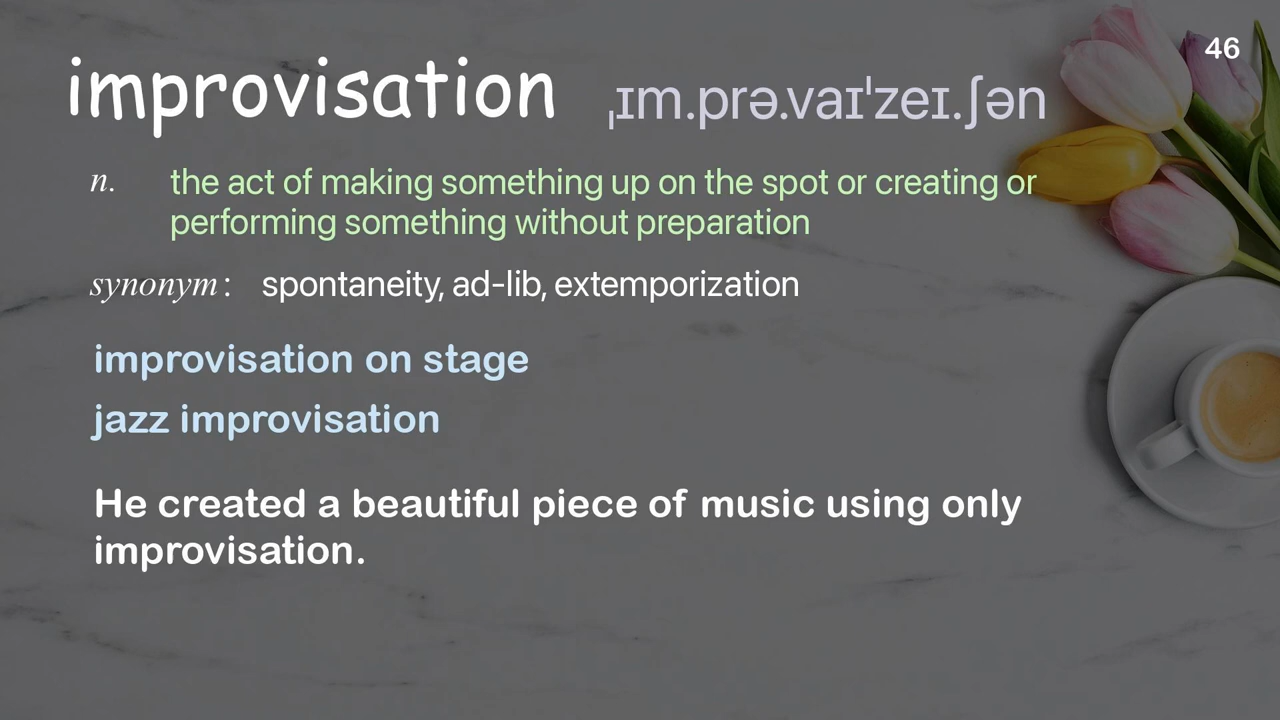 46
improvisation ˌɪm.prə.vaɪˈzeɪ.ʃən
n. the act of making something up on the spot or creating or
performing something without preparation
synonym : spontaneity, ad-lib, extemporization
improvisation on stage
jazz improvisation
He created a beautiful piece of music using only
improvisation.